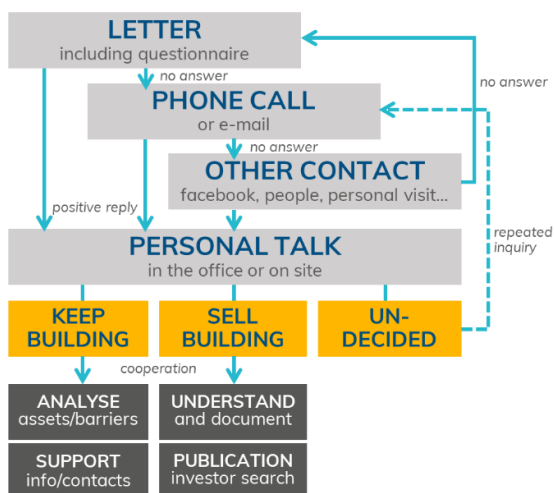 LETTER
including questionnaire
no answer
no answer
PHONE CALL
or e-mail
no answer
OTHER CONTACT
facebook, people, personal visit...
positive reply
repeated
inquiry
PERSONAL TALK
in the office or on site
KEEP
BUILDING
SELL
BUILDING
UN-
DECIDED
cooperation
ANALYSE
assets/barriers
UNDERSTAND
and document
SUPPORT
info/contacts
PUBLICATION
investor search